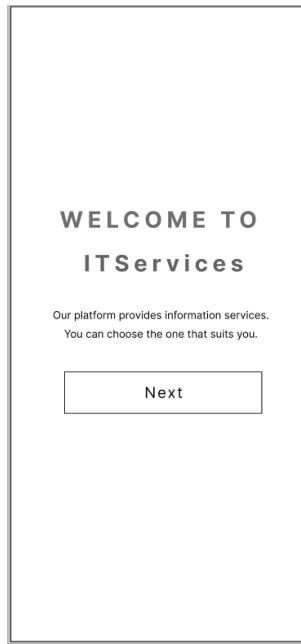 WELCOME TO
ITServices
Our platform provides information services.
You can choose the one that suits you.
Next